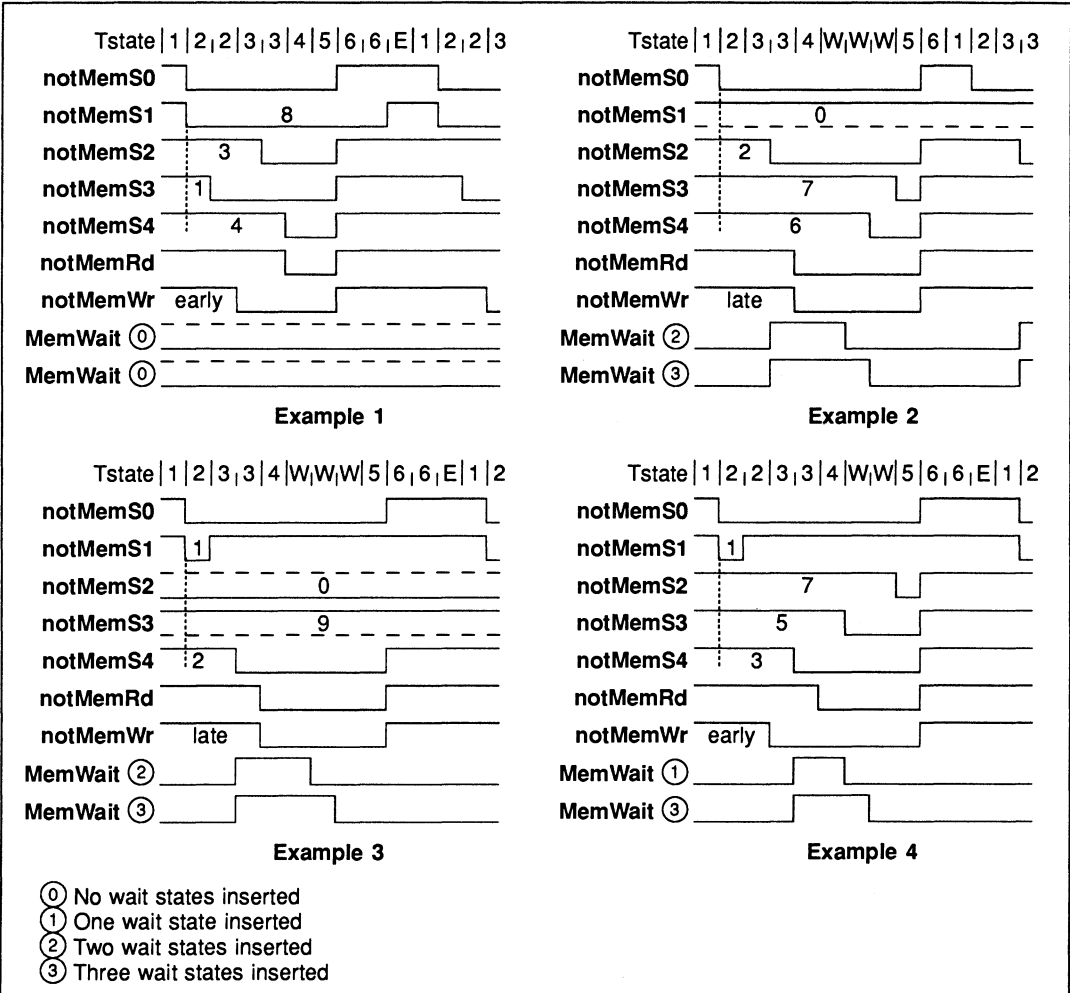 Tstate |1|2¦2|3¦3|4|5|6¦6¦E|1|2¦2|3
notMemS0
notMemS1 8
notMemS2 3
notMemS3 1
notMemS4 4
notMemRd
notMemWr early
MemWait ⓪
MemWait ⓪
Example 1
Tstate |1|2¦3¦3|4|W¦W¦W|5|6|1|2¦3¦3
notMemS0
notMemS1 0
notMemS2 2
notMemS3 7
notMemS4 6
notMemRd
notMemWr late
MemWait ②
MemWait ③
Example 2
Tstate |1|2¦3¦3|4|W¦W¦W|5|6¦6¦E|1|2
notMemS0
notMemS1 1
notMemS2 0
notMemS3 9
notMemS4 2
notMemRd
notMemWr late
MemWait ②
MemWait ③
Example 3
Tstate |1|2¦2|3¦3|4|W¦W|5|6¦6¦E|1|2
notMemS0
notMemS1 1
notMemS2 7
notMemS3 5
notMemS4 3
notMemRd
notMemWr early
MemWait ①
MemWait ③
Example 4
⓪ No wait states inserted
① One wait state inserted
② Two wait states inserted
③ Three wait states inserted